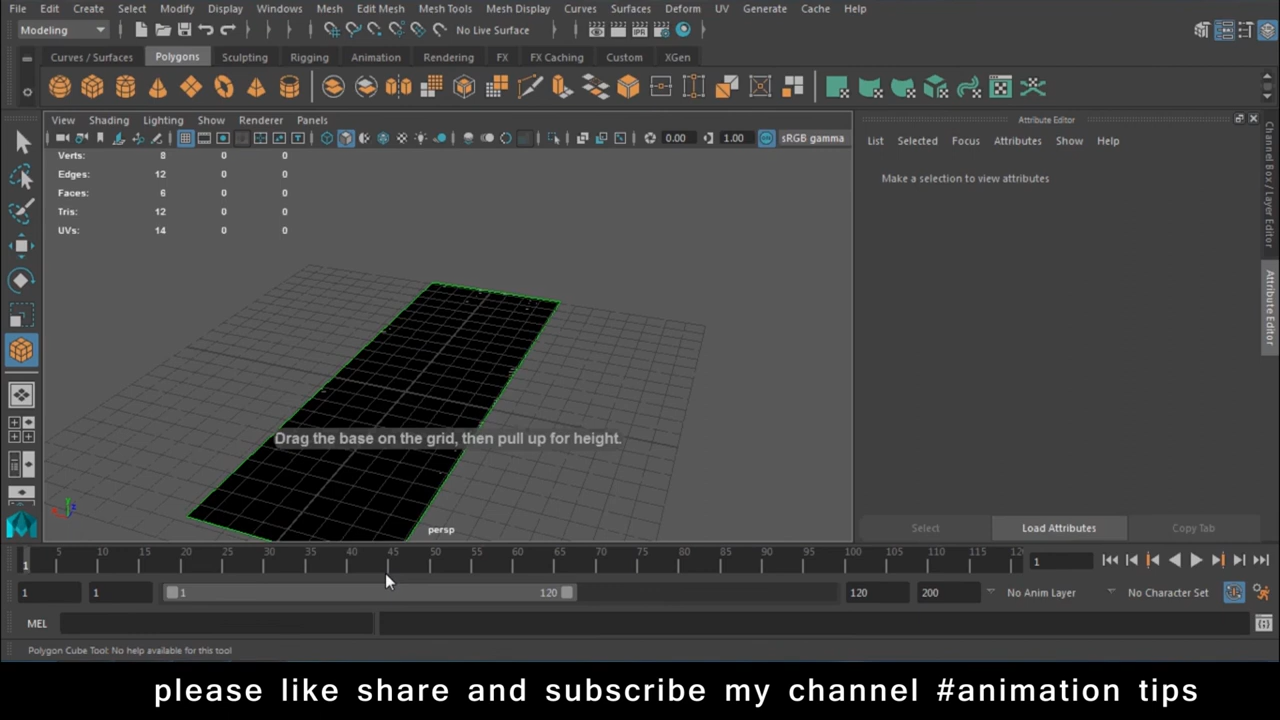 File Edit Create Select Modify Display Windows Mesh Edit Mesh Mesh Tools Mesh Display Curves Surfaces Deform UV Generate Cache Help
Modeling No Live Surface
Curves / Surfaces Polygons Sculpting Rigging Animation Rendering FX FX Caching Custom XGen
View Shading Lighting Show Renderer Panels
0.00 1.00 sRGB gamma
Verts: 8 0 0
Edges: 12 0 0
Faces: 6 0 0
Tris: 12 0 0
UVs: 14 0 0
Drag the base on the grid, then pull up for height.
persp
Attribute Editor
List Selected Focus Attributes Show Help
Make a selection to view attributes
Select Load Attributes Copy Tab
Channel Box / Layer Editor
Attribute Editor
1 5 10 15 20 25 30 35 40 45 50 55 60 65 70 75 80 85 90 95 100 105 110 115 12 1
1 1 1 120 120 200 No Anim Layer No Character Set
MEL
Polygon Cube Tool: No help available for this tool
please like share and subscribe my channel #animation tips